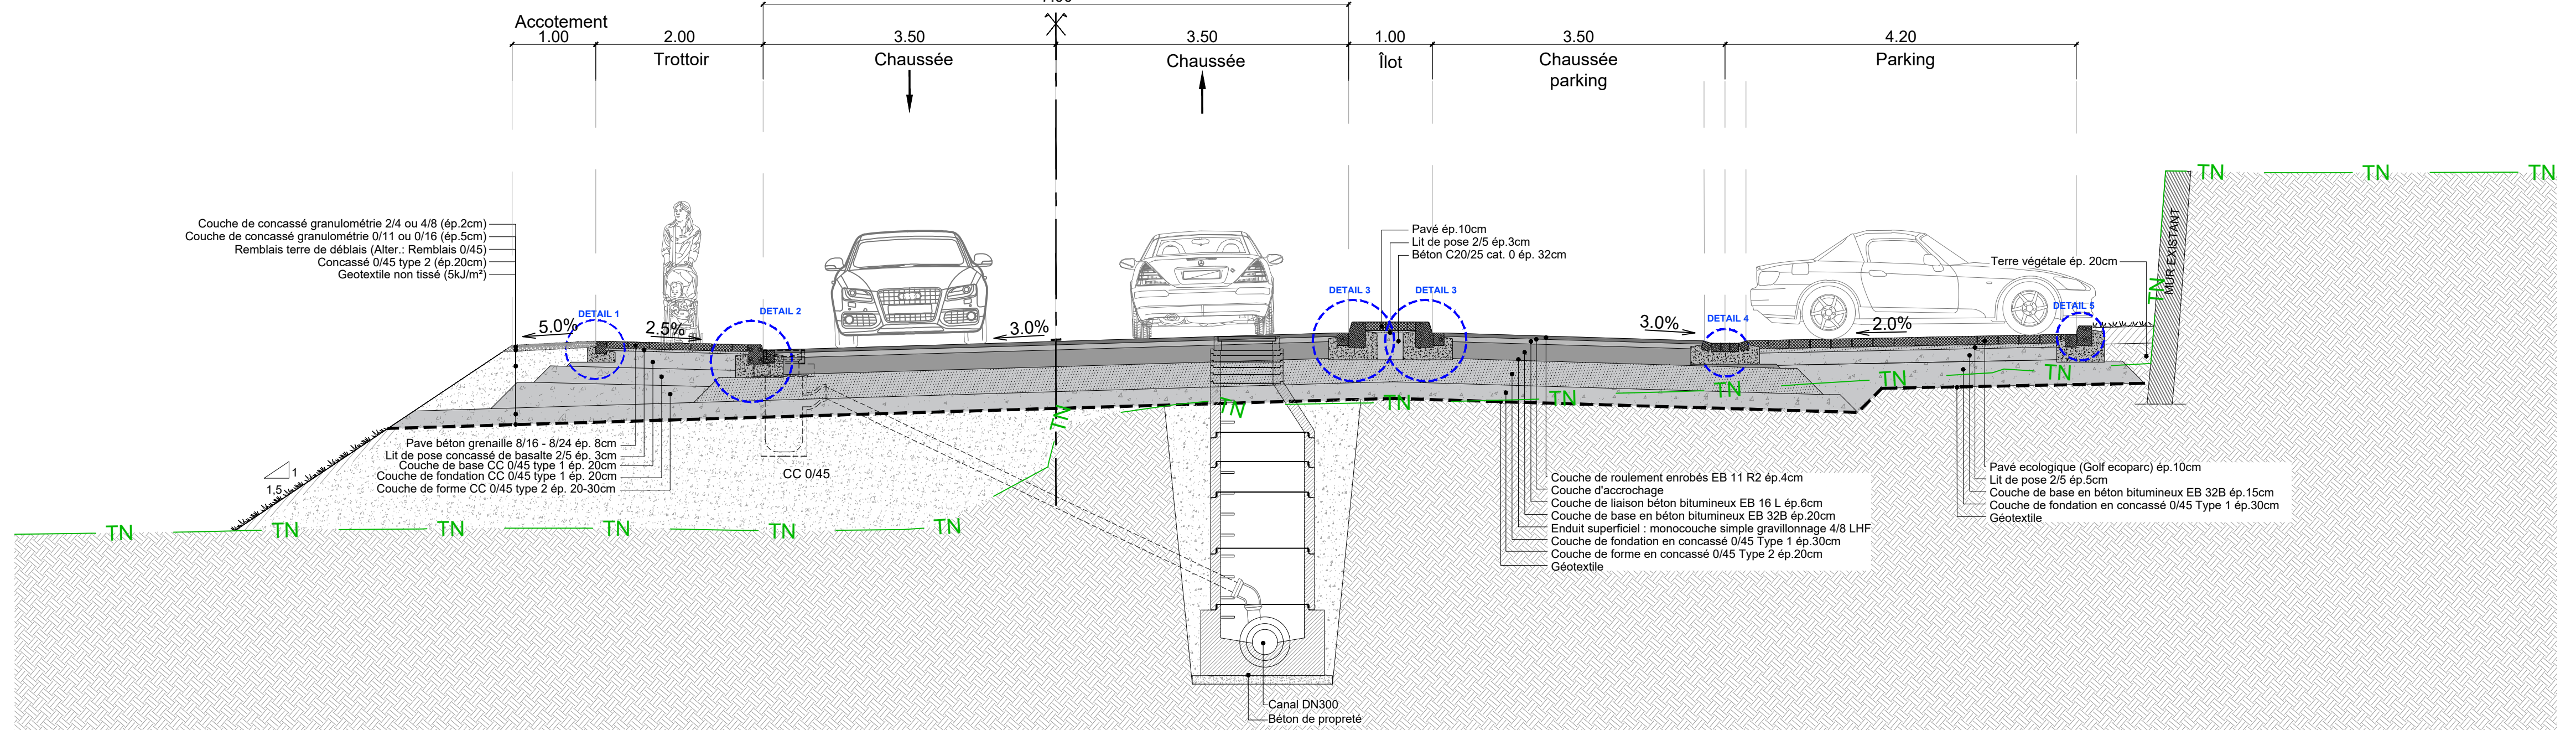 Accotement
1.00
2.00
3.50
3.50
1.00
3.50
4.20
Trottoir
Chaussée
Chaussée
Îlot
Chaussée
parking
Parking
TN
TN
TN
Couche de concassé granulométrie 2/4 ou 4/8 (ép.2cm)
Couche de concassé granulométrie 0/11 ou 0/16 (ép.5cm)
Remblais terre de déblais (Alter.: Remblais 0/45)
Concassé 0/45 type 2 (ép.20cm)
Geotextile non tissé (5kJ/m²)
Pavé ép.10cm
Lit de pose 2/5 ép.3cm
Béton C20/25 cat. 0 ép. 32cm
Terre végétale ép. 20cm
MUR EXISTANT
TN
DETAIL 1
DETAIL 2
DETAIL 3
DETAIL 3
DETAIL 4
DETAIL 5
5.0%
2.5%
3.0%
3.0%
2.0%
TN
TN
TN
TN
TN
TN
TN
Pave béton grenaille 8/16 - 8/24 ép. 8cm
Lit de pose concassé de basalte 2/5 ép. 3cm
Couche de base CC 0/45 type 1 ép. 20cm
Couche de fondation CC 0/45 type 1 ép. 20cm
Couche de forme CC 0/45 type 2 ép. 20-30cm
1
1,5
CC 0/45
Couche de roulement enrobés EB 11 R2 ép.4cm
Couche d'accrochage
Couche de liaison béton bitumineux EB 16 L ép.6cm
Couche de base en béton bitumineux EB 32B ép.20cm
Enduit superficiel : monocouche simple gravillonnage 4/8 LHF
Couche de fondation en concassé 0/45 Type 1 ép.30cm
Couche de forme en concassé 0/45 Type 2 ép.20cm
Géotextile
Pavé ecologique (Golf ecoparc) ép.10cm
Lit de pose 2/5 ép.5cm
Couche de base en béton bitumineux EB 32B ép.15cm
Couche de fondation en concassé 0/45 Type 1 ép.30cm
Géotextile
TN
TN
TN
TN
TN
TN
Canal DN300
Béton de propreté